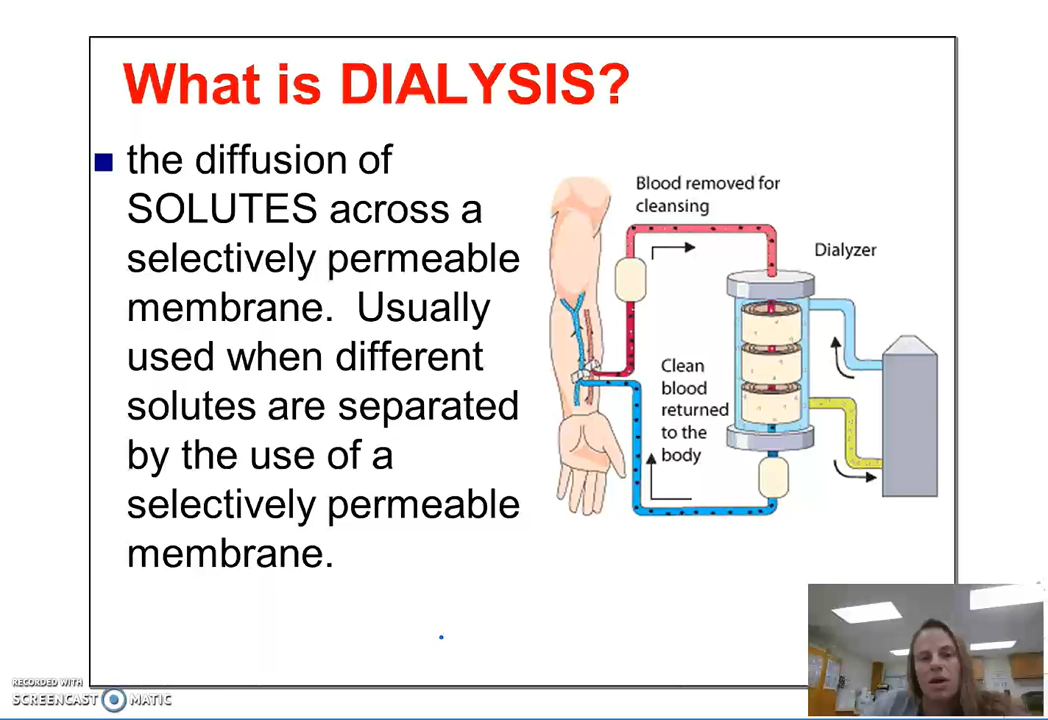 What is DIALYSIS?
the diffusion of
SOLUTES across a
selectively permeable
membrane.  Usually
used when different
solutes are separated
by the use of a
selectively permeable
membrane.
Blood removed for
cleansing
Dialyzer
Clean
blood
returned
to the
body
RECORDED WITH
SCREENCAST MATIC